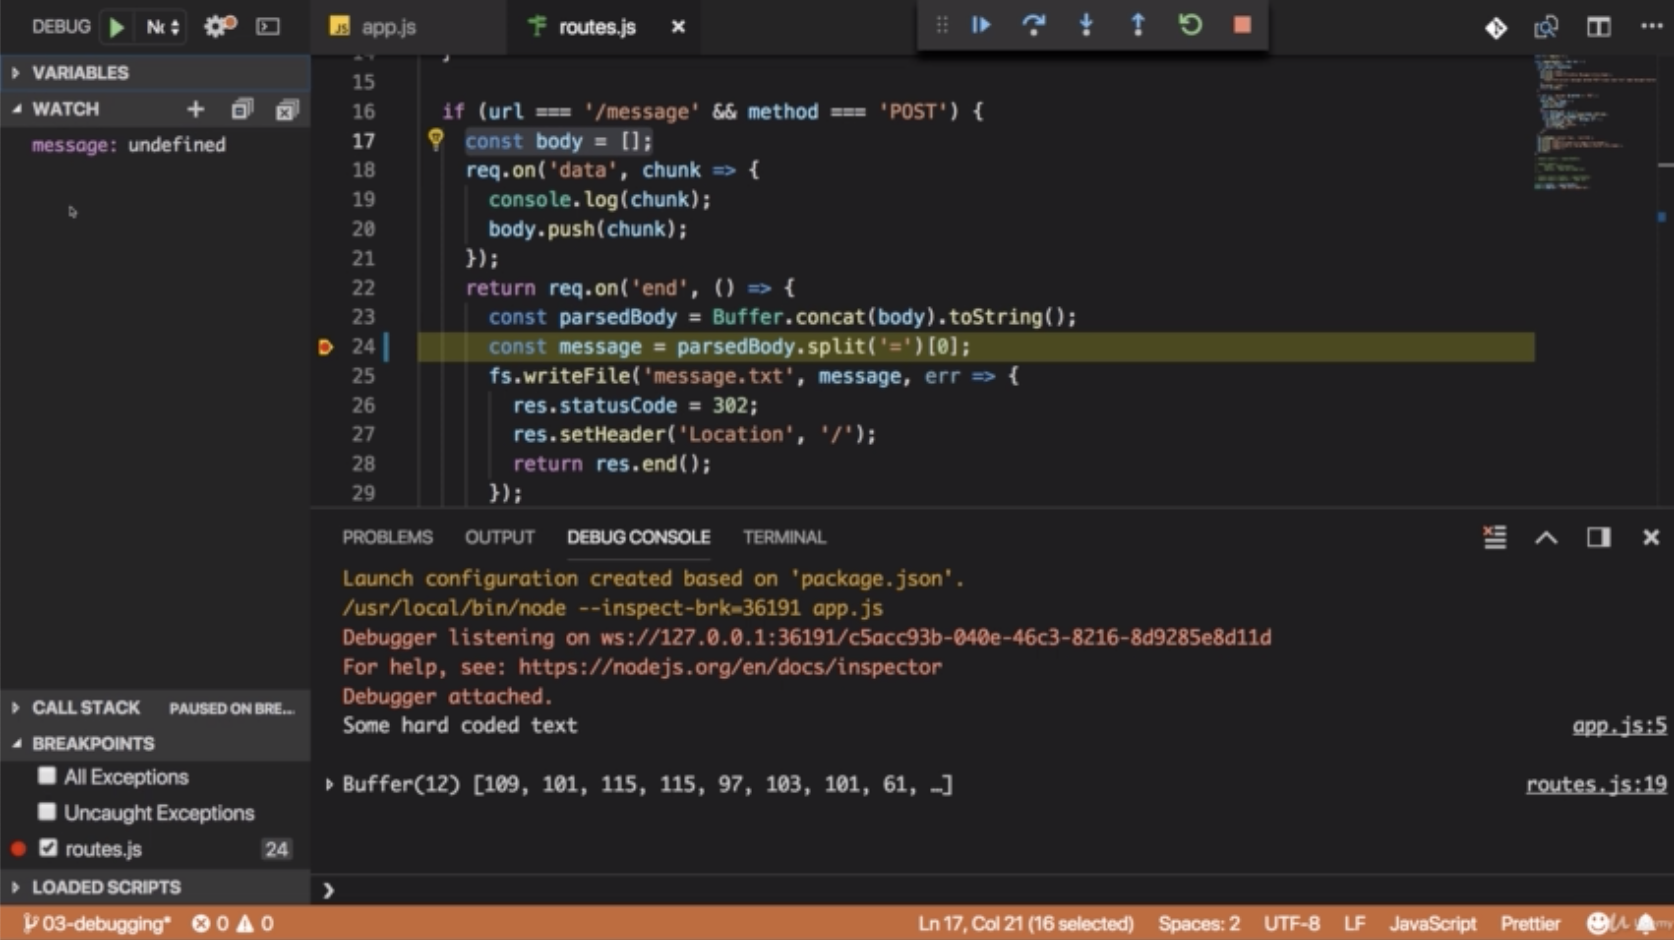 DEBUG
app.js
routes.js
VARIABLES
WATCH
message: undefined
15
16 if (url === '/message' && method === 'POST') {
17 const body = [];
18 req.on('data', chunk => {
19 console.log(chunk);
20 body.push(chunk);
21 });
22 return req.on('end', () => {
23 const parsedBody = Buffer.concat(body).toString();
24 const message = parsedBody.split('=')[0];
25 fs.writeFile('message.txt', message, err => {
26 res.statusCode = 302;
27 res.setHeader('Location', '/');
28 return res.end();
29 });
PROBLEMS OUTPUT DEBUG CONSOLE TERMINAL
Launch configuration created based on 'package.json'.
/usr/local/bin/node --inspect-brk=36191 app.js
Debugger listening on ws://127.0.0.1:36191/c5acc93b-040e-46c3-8216-8d9285e8d11d
For help, see: https://nodejs.org/en/docs/inspector
Debugger attached.
Some hard coded text app.js:5
Buffer(12) [109, 101, 115, 115, 97, 103, 101, 61, …] routes.js:19
CALL STACK PAUSED ON BRE...
BREAKPOINTS
All Exceptions
Uncaught Exceptions
routes.js 24
LOADED SCRIPTS
03-debugging* 0 0 Ln 17, Col 21 (16 selected) Spaces: 2 UTF-8 LF JavaScript Prettier